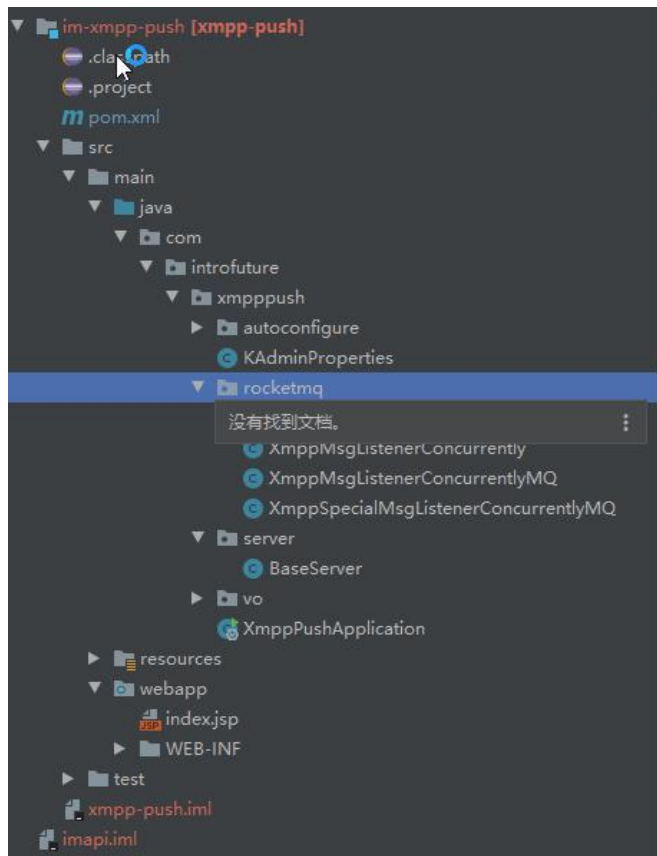 im-xmpp-push [xmpp-push]
.classpath
.project
pom.xml
src
main
java
com
introfuture
xmpppush
autoconfigure
KAdminProperties
rocketmq
没有找到文档。
XmppMsgListenerConcurrently
XmppMsgListenerConcurrentlyMQ
XmppSpecialMsgListenerConcurrentlyMQ
server
BaseServer
vo
XmppPushApplication
resources
webapp
index.jsp
WEB-INF
test
xmpp-push.iml
imapi.iml